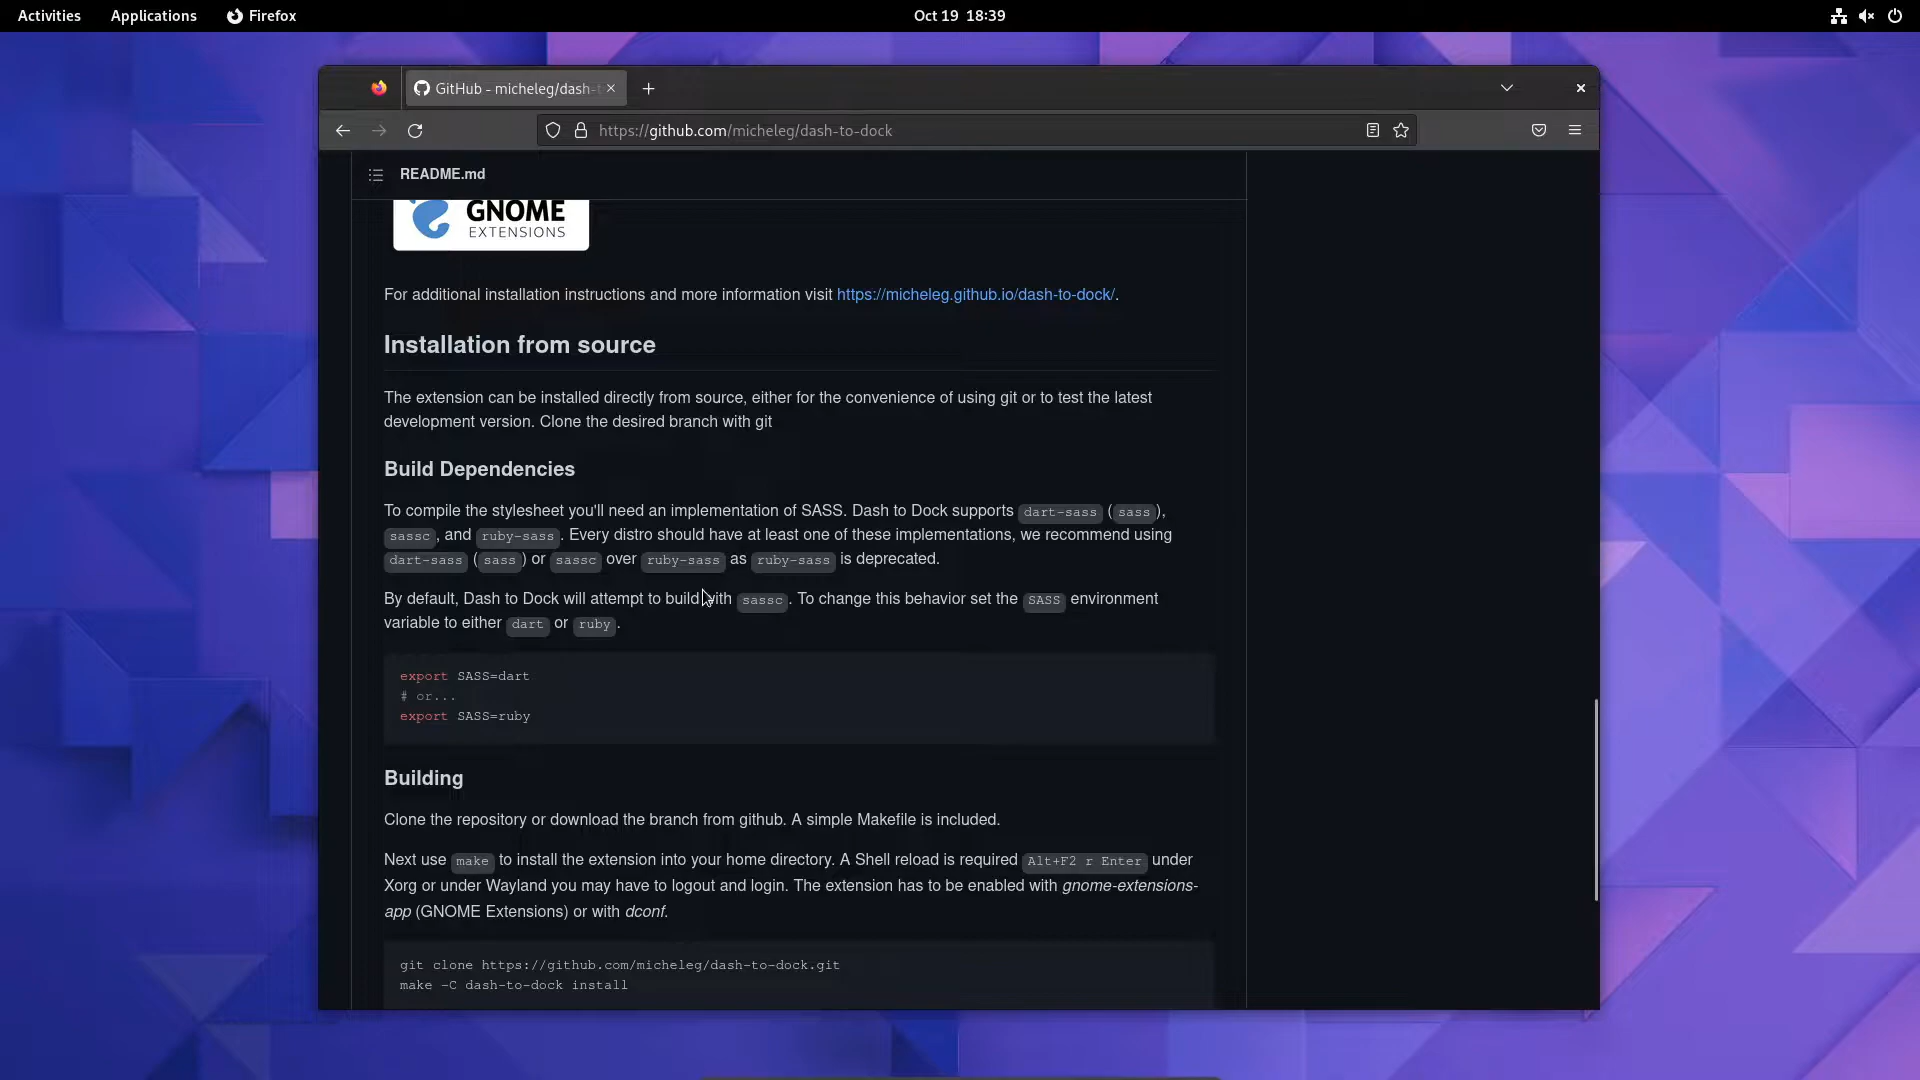 Activities
Applications
Firefox
Oct 19 18:39
GitHub - micheleg/dash-t
https://github.com/micheleg/dash-to-dock
README.md
GNOME
EXTENSIONS
For additional installation instructions and more information visit https://micheleg.github.io/dash-to-dock/.
Installation from source
The extension can be installed directly from source, either for the convenience of using git or to test the latest
development version. Clone the desired branch with git
Build Dependencies
To compile the stylesheet you'll need an implementation of SASS. Dash to Dock supports dart-sass (sass),
sassc, and ruby-sass. Every distro should have at least one of these implementations, we recommend using
dart-sass (sass) or sassc over ruby-sass as ruby-sass is deprecated.
By default, Dash to Dock will attempt to build with sassc. To change this behavior set the SASS environment
variable to either dart or ruby.
export SASS=dart
# or...
export SASS=ruby
Building
Clone the repository or download the branch from github. A simple Makefile is included.
Next use make to install the extension into your home directory. A Shell reload is required Alt+F2 r Enter under
Xorg or under Wayland you may have to logout and login. The extension has to be enabled with gnome-extensions-
app (GNOME Extensions) or with dconf.
git clone https://github.com/micheleg/dash-to-dock.git
make -C dash-to-dock install